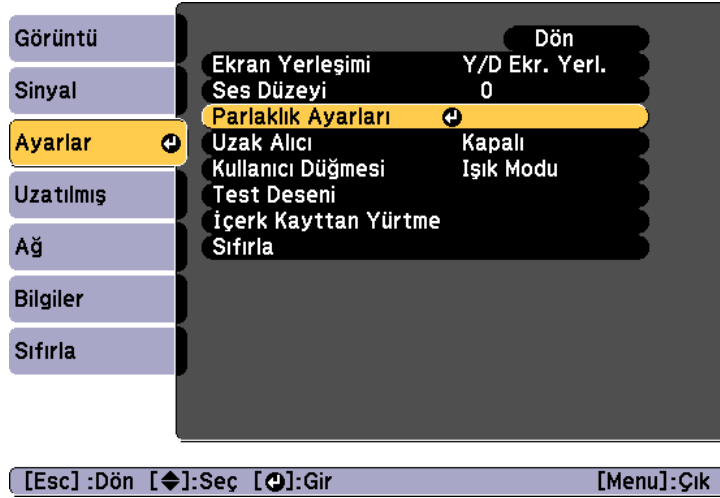 Görüntü
Sinyal
Ayarlar
Uzatılmış
Ağ
Bilgiler
Sıfırla
Dön
Ekran Yerleşimi Y/D Ekr. Yerl.
Ses Düzeyi 0
Parlaklık Ayarları
Uzak Alıcı Kapalı
Kullanıcı Düğmesi Işık Modu
Test Deseni
İçerk Kayttan Yürtme
Sıfırla
[Esc] :Dön [ ]:Seç [ ]:Gir [Menu]:Çık